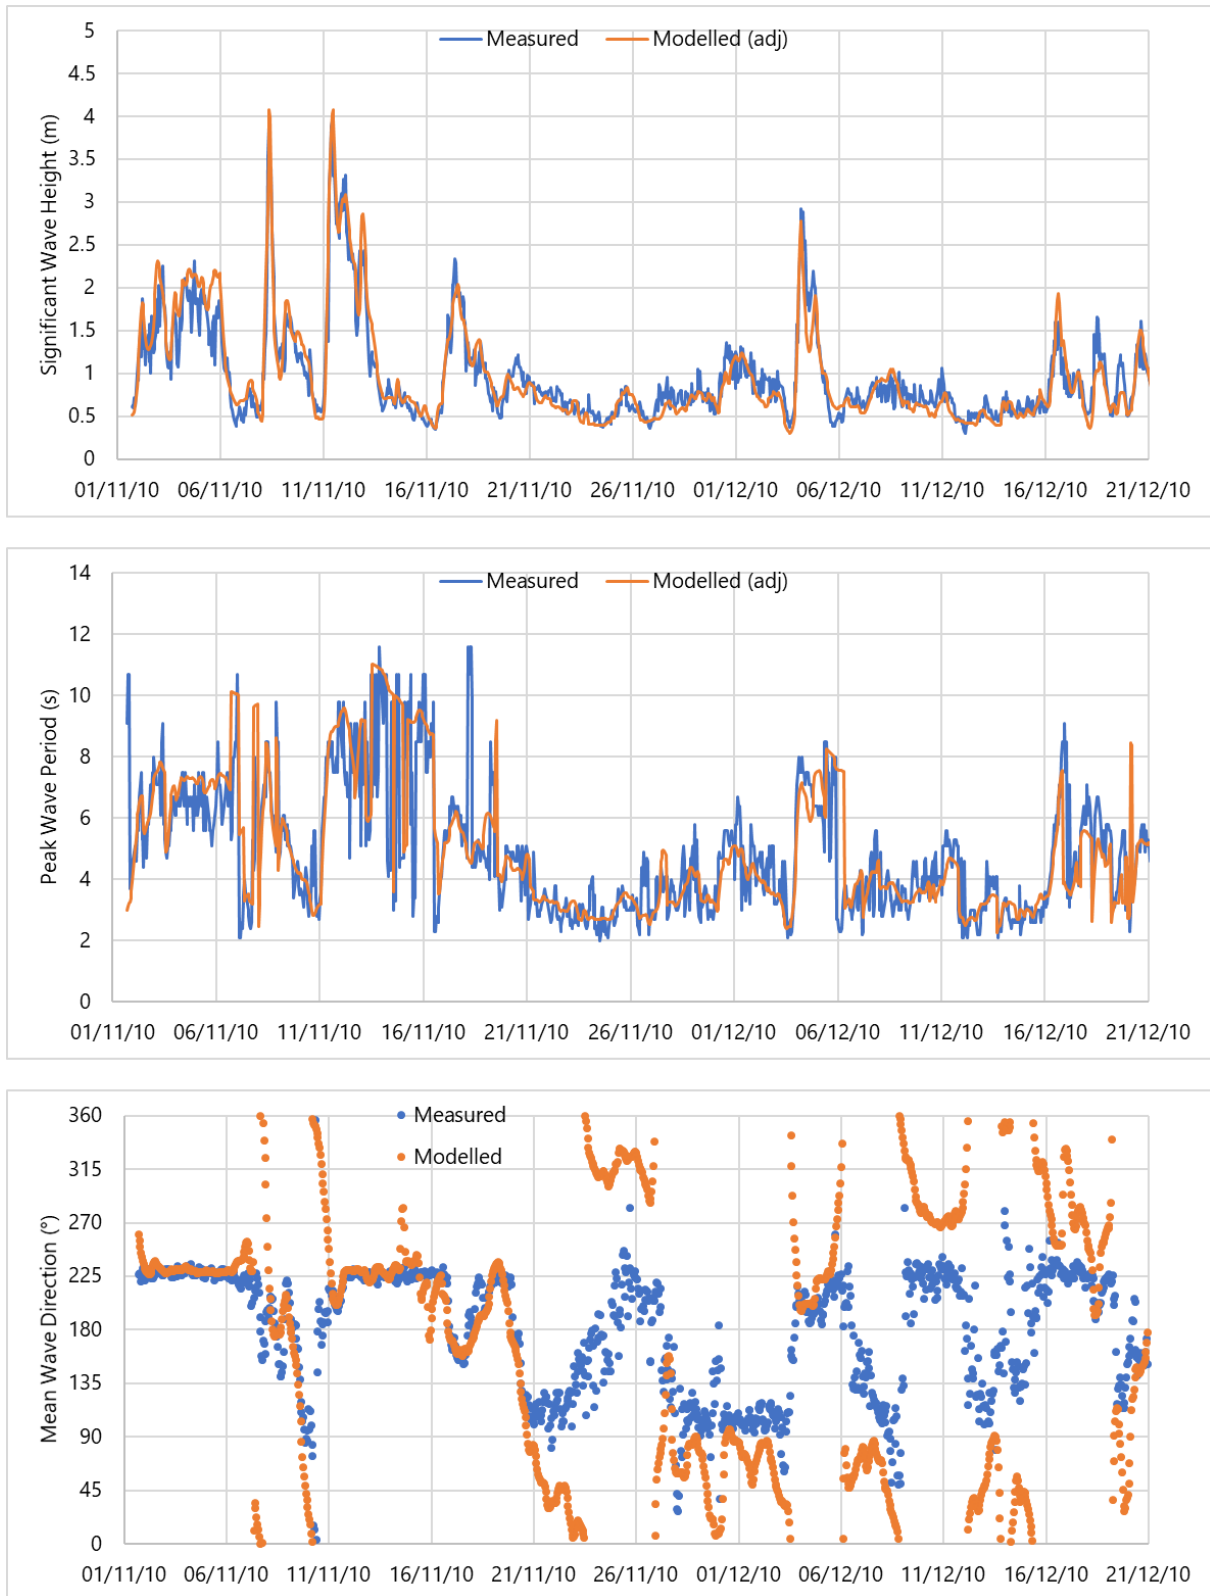 Measured Modelled (adj)
Significant Wave Height (m)
5
4.5
4
3.5
3
2.5
2
1.5
1
0.5
0
01/11/10 06/11/10 11/11/10 16/11/10 21/11/10 26/11/10 01/12/10 06/12/10 11/12/10 16/12/10 21/12/10
Measured Modelled (adj)
Peak Wave Period (s)
14
12
10
8
6
4
2
0
01/11/10 06/11/10 11/11/10 16/11/10 21/11/10 26/11/10 01/12/10 06/12/10 11/12/10 16/12/10 21/12/10
Measured
Modelled
Mean Wave Direction (°)
360
315
270
225
180
135
90
45
0
01/11/10 06/11/10 11/11/10 16/11/10 21/11/10 26/11/10 01/12/10 06/12/10 11/12/10 16/12/10 21/12/10